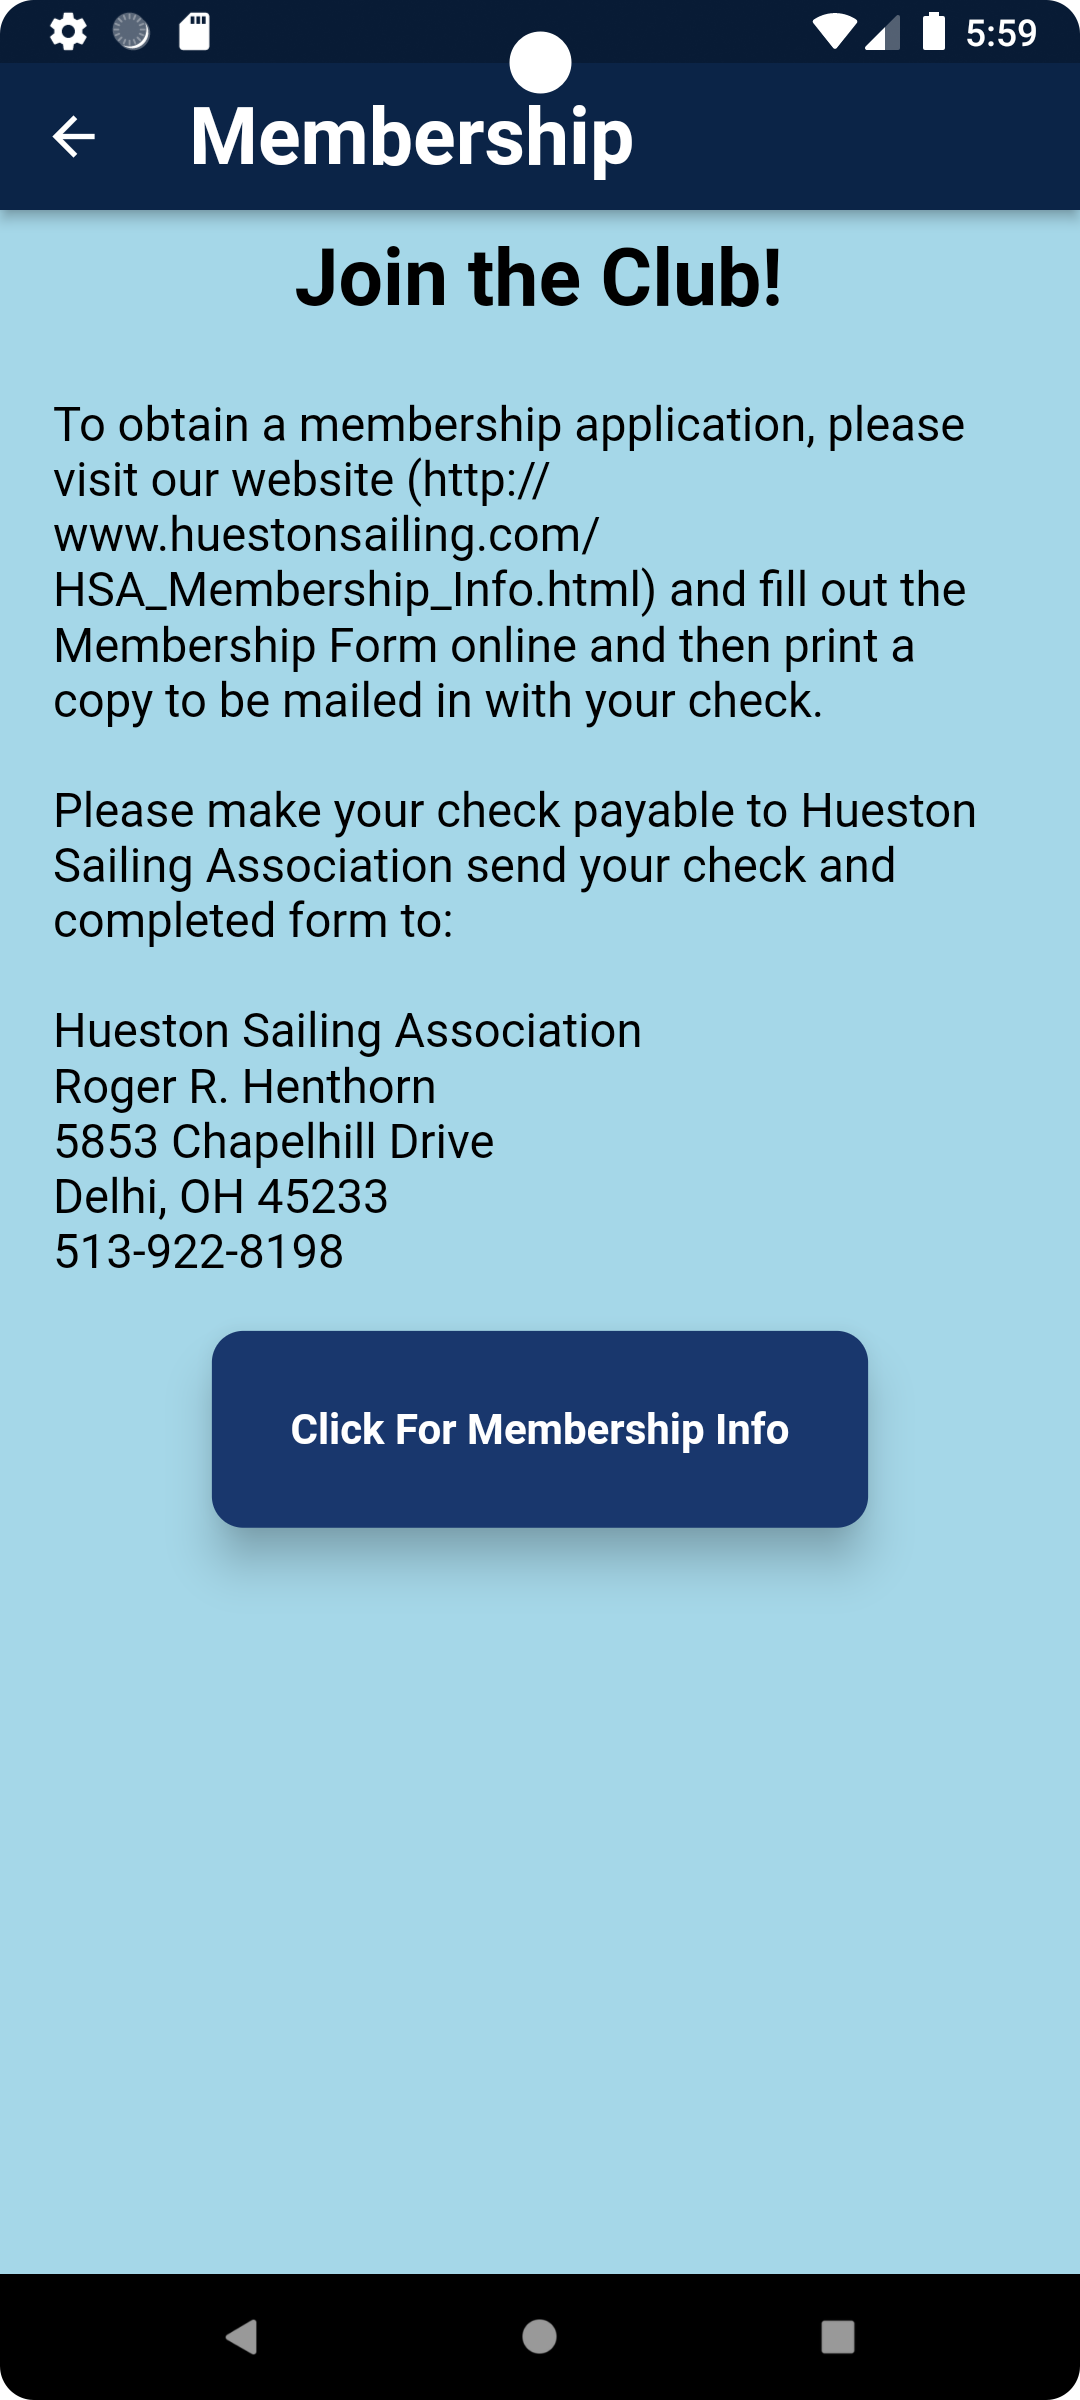 5:59
Membership
Join the Club!
To obtain a membership application, please
visit our website (http://
www.huestonsailing.com/
HSA_Membership_Info.html) and fill out the
Membership Form online and then print a
copy to be mailed in with your check.
Please make your check payable to Hueston
Sailing Association send your check and
completed form to:
Hueston Sailing Association
Roger R. Henthorn
5853 Chapelhill Drive
Delhi, OH 45233
513-922-8198
Click For Membership Info